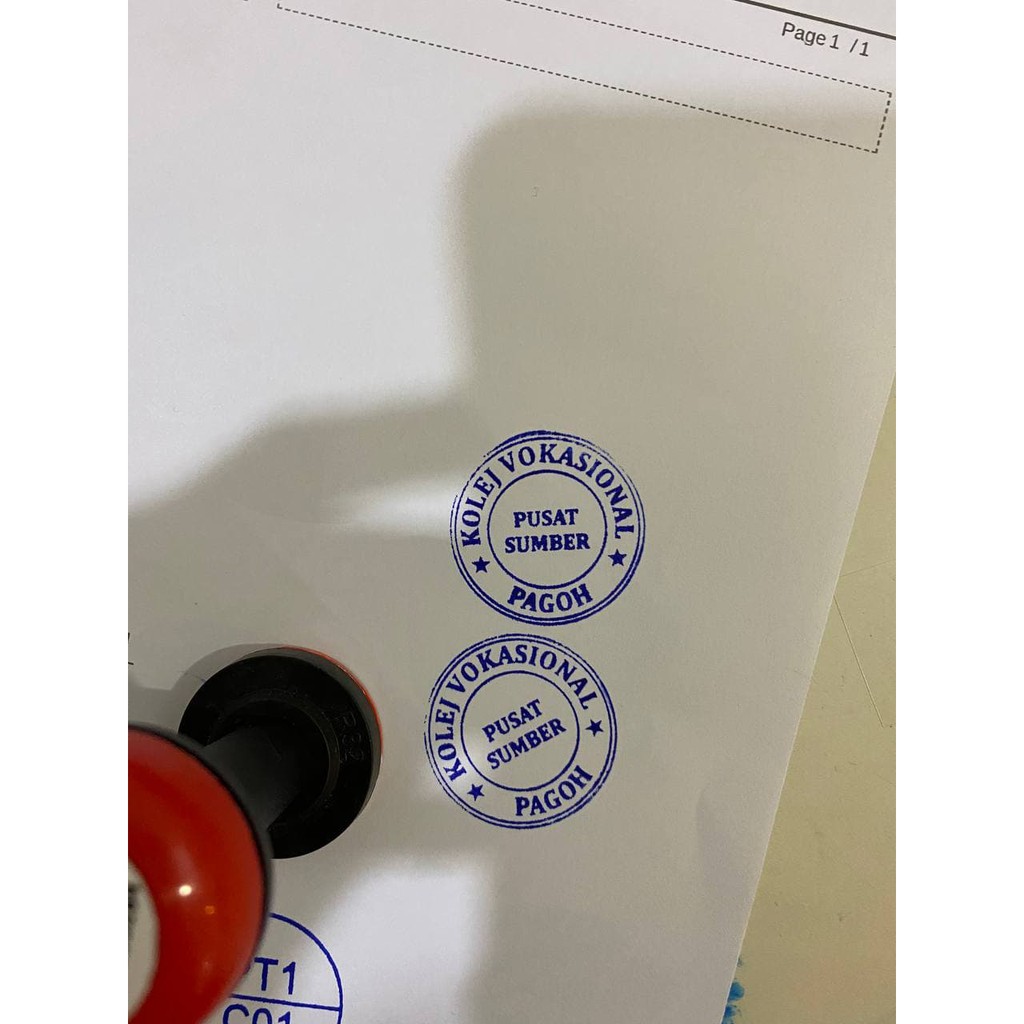 Page 1 / 1
KOLEJ VOKASIONAL
PUSAT
SUMBER
PAGOH
KOLEJ VOKASIONAL
PUSAT
SUMBER
PAGOH